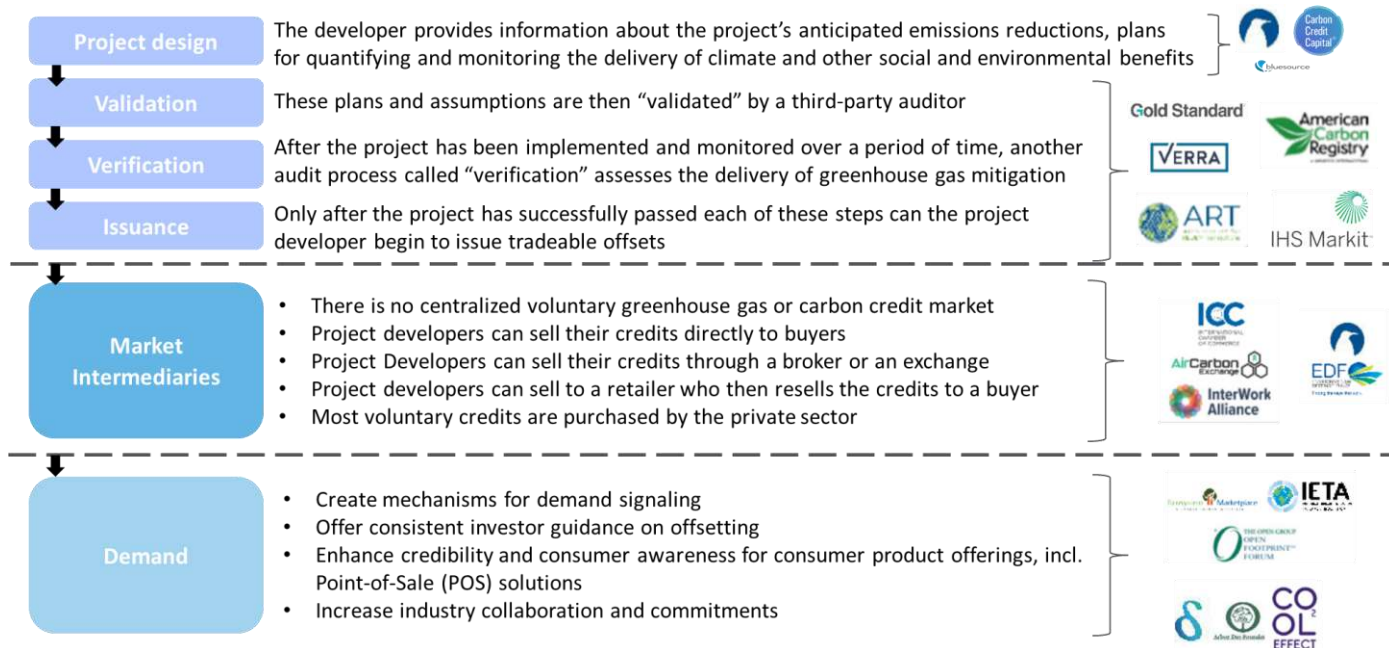 Project design
The developer provides information about the project's anticipated emissions reductions, plans
for quantifying and monitoring the delivery of climate and other social and environmental benefits
Carbon
Credit
Capital
bluesource
Validation
These plans and assumptions are then “validated” by a third-party auditor
Verification
After the project has been implemented and monitored over a period of time, another
audit process called “verification” assesses the delivery of greenhouse gas mitigation
Issuance
Only after the project has successfully passed each of these steps can the project
developer begin to issue tradeable offsets
Gold Standard
American
Carbon
Registry
VERRA
ART
IHS Markit
Market
Intermediaries
• There is no centralized voluntary greenhouse gas or carbon credit market
• Project developers can sell their credits directly to buyers
• Project Developers can sell their credits through a broker or an exchange
• Project developers can sell to a retailer who then resells the credits to a buyer
• Most voluntary credits are purchased by the private sector
ICC
INTERNATIONAL
CHAMBER
OF COMMERCE
AirCarbon
Exchange
EDF
InterWork
Alliance
Demand
• Create mechanisms for demand signaling
• Offer consistent investor guidance on offsetting
• Enhance credibility and consumer awareness for consumer product offerings, incl.
Point-of-Sale (POS) solutions
• Increase industry collaboration and commitments
Marketplace
IETA
THE OPEN GROUP
OPEN
FOOTPRINT™
FORUM
δ
Arbor Day Foundation
CO2
OL
EFFECT